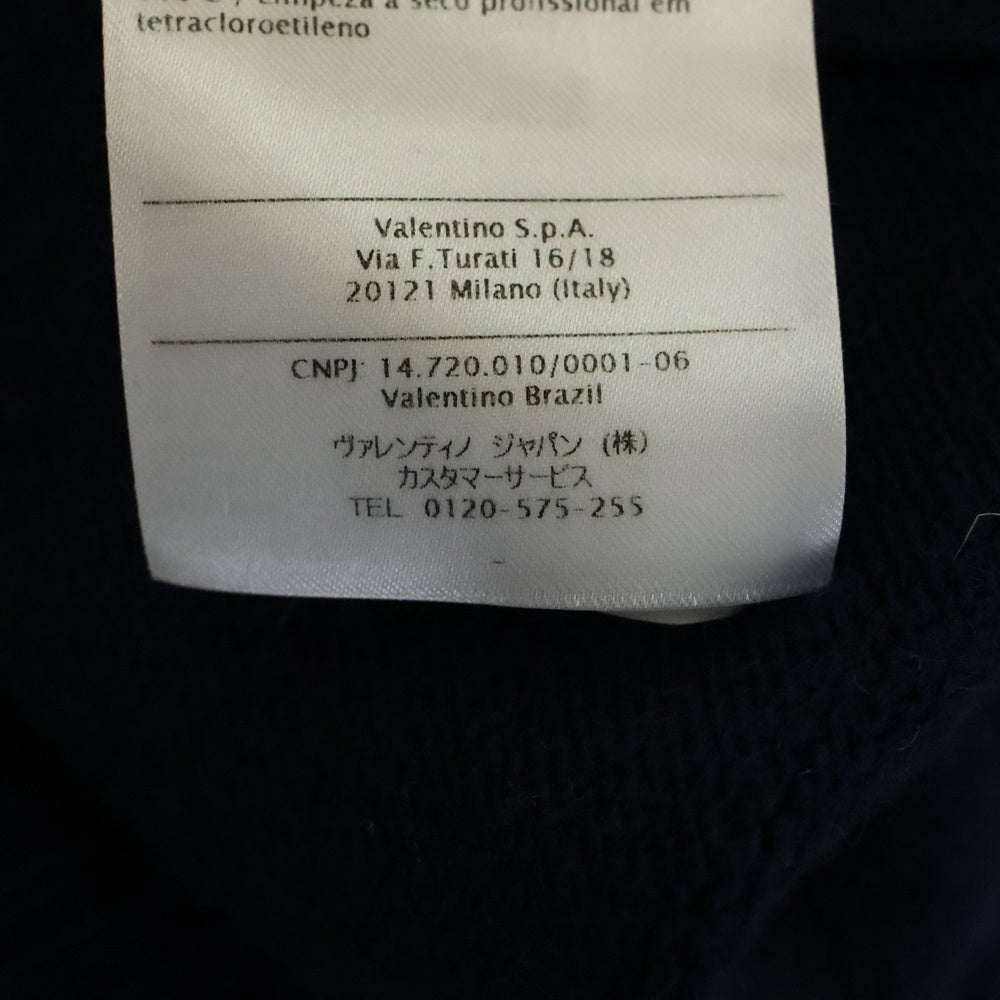 Limpeza a seco profissional em
tetracloroetileno
Valentino S.p.A.
Via F.Turati 16/18
20121 Milano (Italy)
CNPJ: 14.720.010/0001-06
Valentino Brazil
ヴァレンティノ ジャパン (株)
カスタマーサービス
TEL 0120-575-255